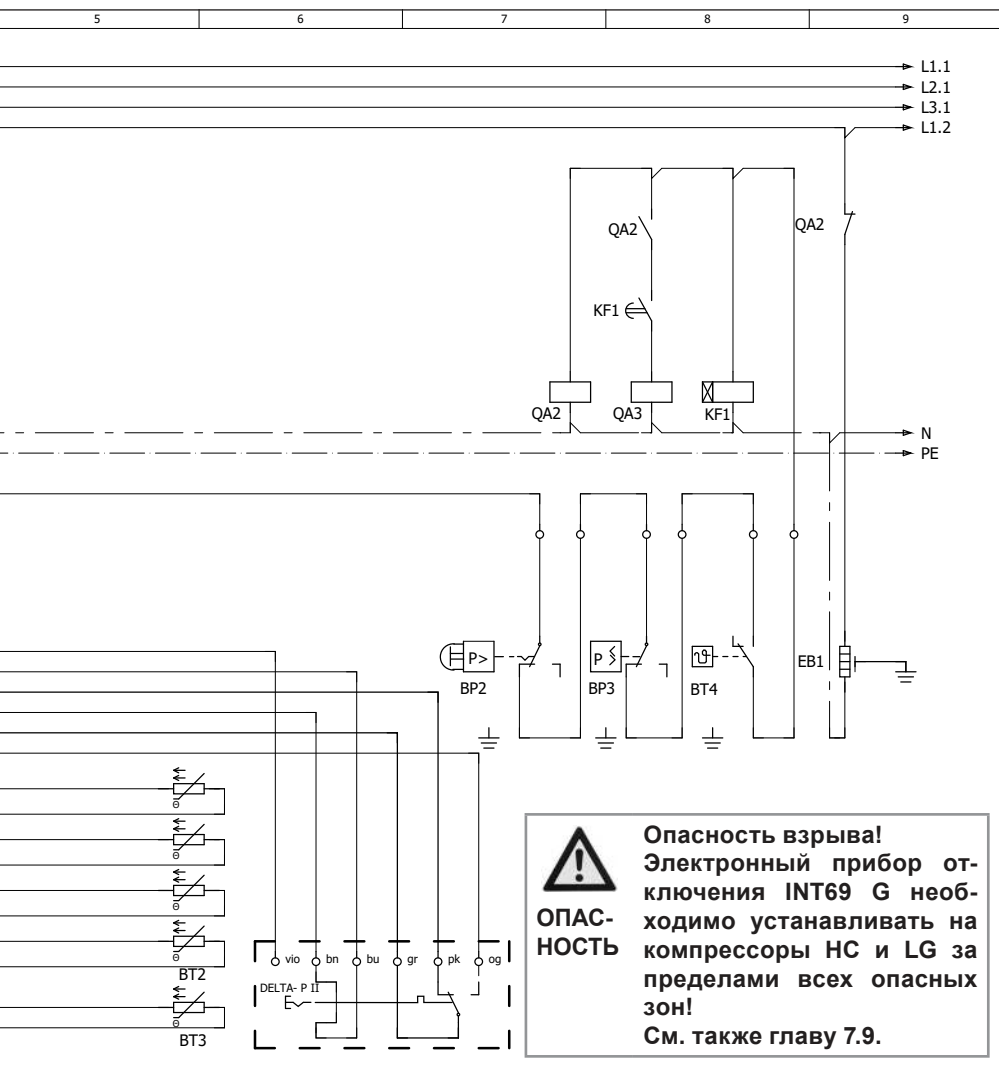 5 6 7 8 9
L1.1
L2.1
L3.1
L1.2
QA2 QA2
KF1
QA2 QA3 KF1
N
PE
P> P ϑ EB1
BP2 BP3 BT4
Θ
Θ
Θ
Θ
BT2
Θ
BT3
vio bn bu gr pk og
DELTA- P II
ОПАС-
НОСТЬ
Опасность взрыва!
Электронный прибор от-
ключения INT69 G необ-
ходимо устанавливать на
компрессоры HC и LG за
пределами всех опасных
зон!
См. также главу 7.9.